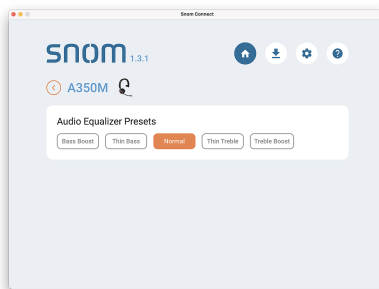 Snom Connect
snom 1.3.1
A350M
Audio Equalizer Presets
Bass Boost
Thin Bass
Normal
Thin Treble
Treble Boost